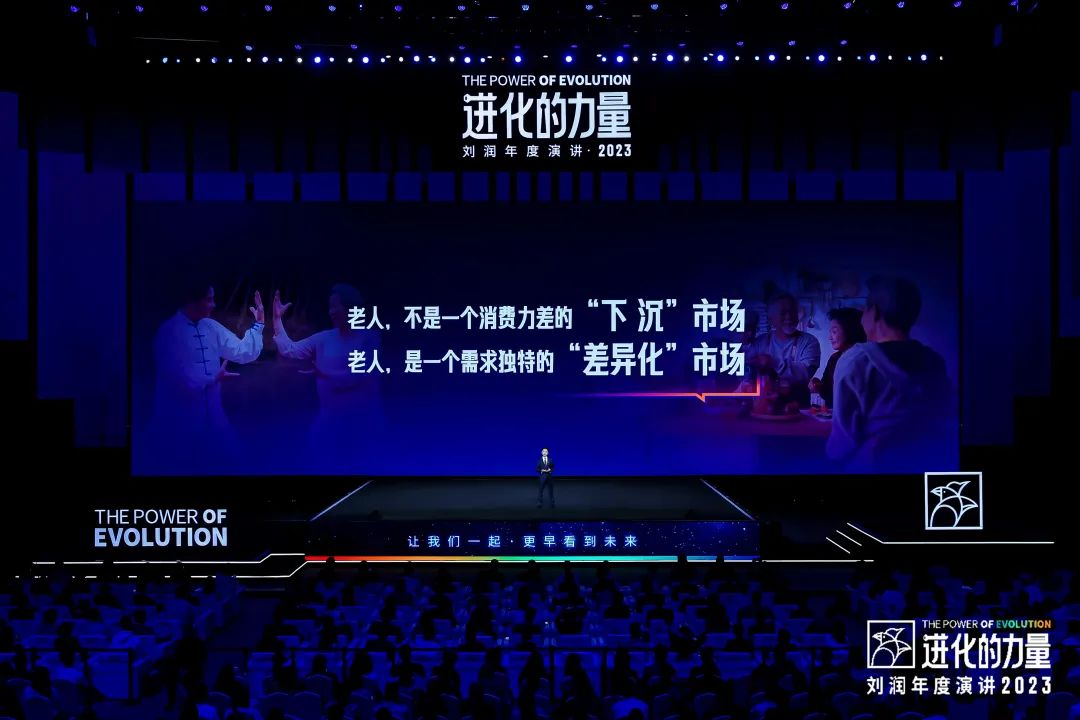 THE POWER OF EVOLUTION
进化的力量
刘润年度演讲·2023
老人，不是一个消费力差的“下沉”市场
老人，是一个需求独特的“差异化”市场
THE POWER OF
EVOLUTION
让我们一起·更早看到未来
THE POWER OF EVOLUTION
进化的力量
刘润年度演讲2023